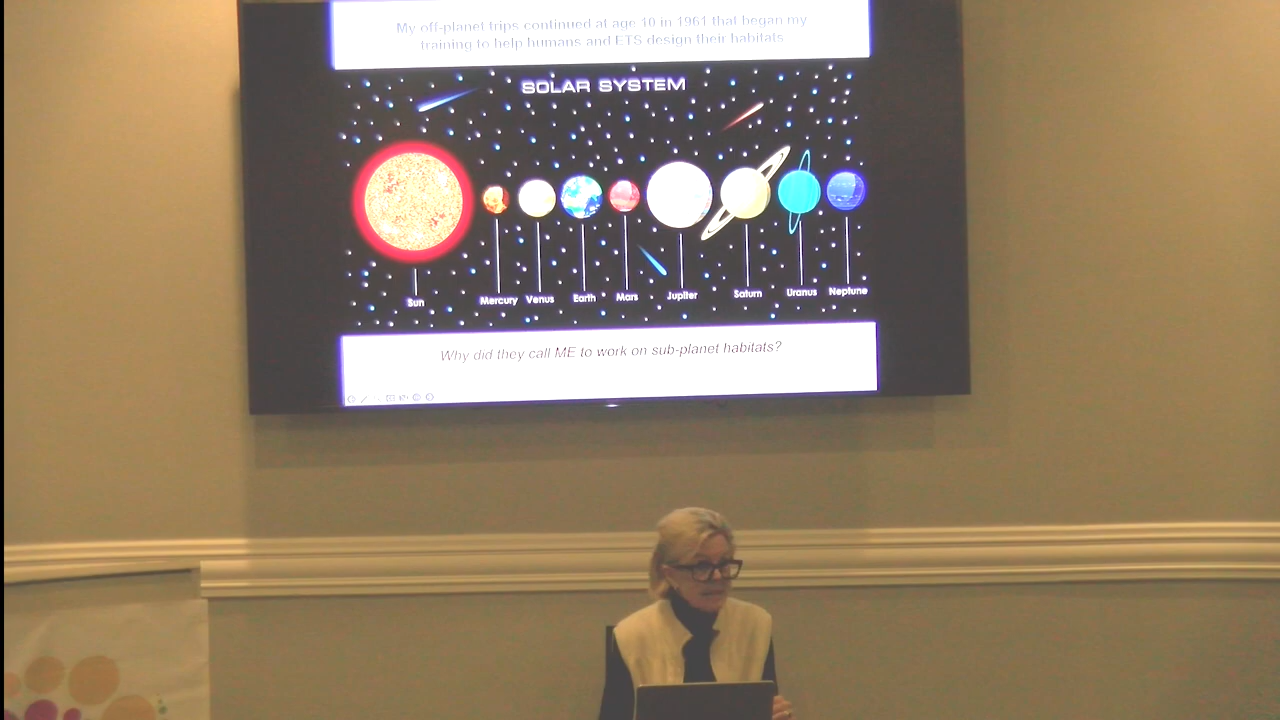 My off-planet trips continued at age 10 in 1961 that began my
training to help humans and ETS design their habitats
SOLAR SYSTEM
Sun
Mercury
Venus
Earth
Mars
Jupiter
Saturn
Uranus
Neptune
Why did they call ME to work on sub-planet habitats?